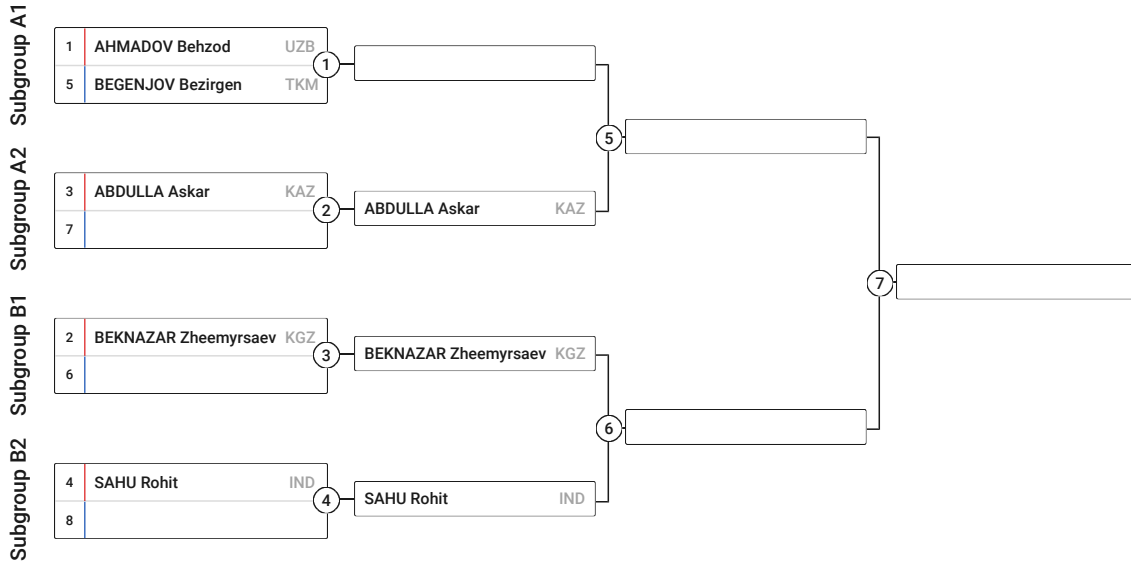 Subgroup A1
1 AHMADOV Behzod UZB
5 BEGENJOV Bezirgen TKM
1
5
Subgroup A2
3 ABDULLA Askar KAZ
7
2
ABDULLA Askar KAZ
7
Subgroup B1
2 BEKNAZAR Zheemyrsaev KGZ
6
3
BEKNAZAR Zheemyrsaev KGZ
6
Subgroup B2
4 SAHU Rohit IND
8
4
SAHU Rohit IND